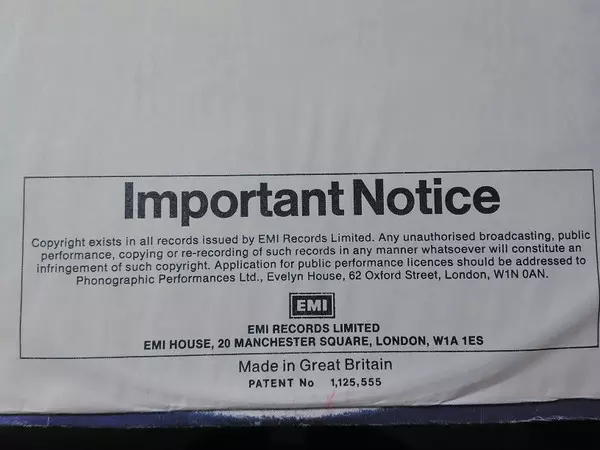 Important Notice
Copyright exists in all records issued by EMI Records Limited. Any unauthorised broadcasting, public
performance, copying or re-recording of such records in any manner whatsoever will constitute an
infringement of such copyright. Application for public performance licences should be addressed to
Phonographic Performances Ltd., Evelyn House, 62 Oxford Street, London, W1N 0AN.
EMI
EMI RECORDS LIMITED
EMI HOUSE, 20 MANCHESTER SQUARE, LONDON, W1A 1ES
Made in Great Britain
PATENT No 1,125,555